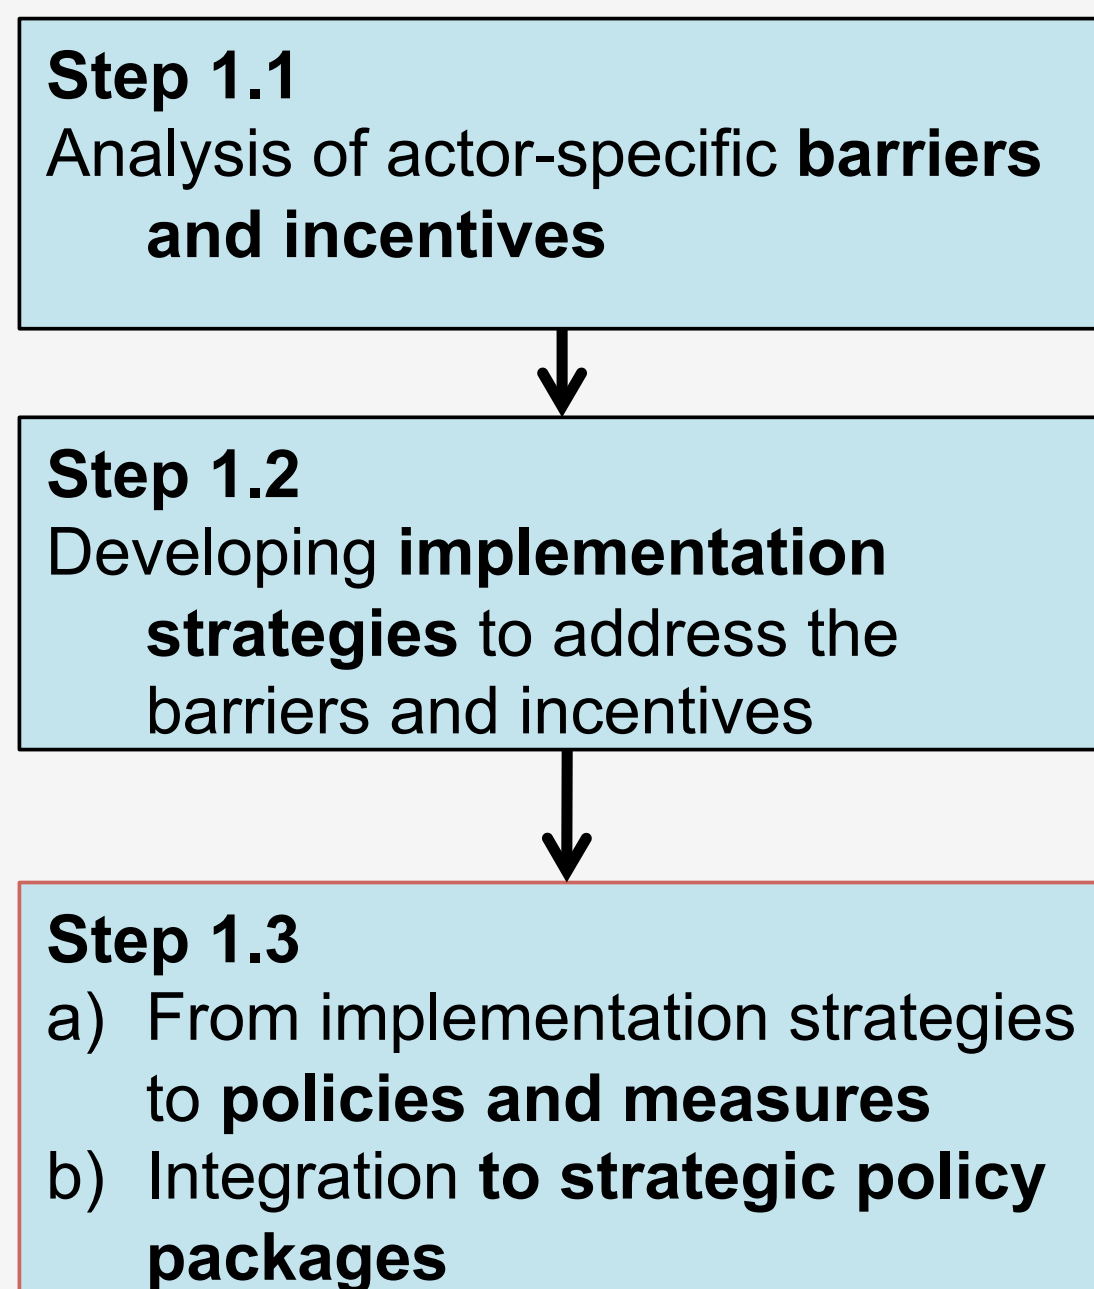 Step 1.1
Analysis of actor-specific barriers
and incentives
Step 1.2
Developing implementation
strategies to address the
barriers and incentives
Step 1.3
a) From implementation strategies
to policies and measures
b) Integration to strategic policy
packages